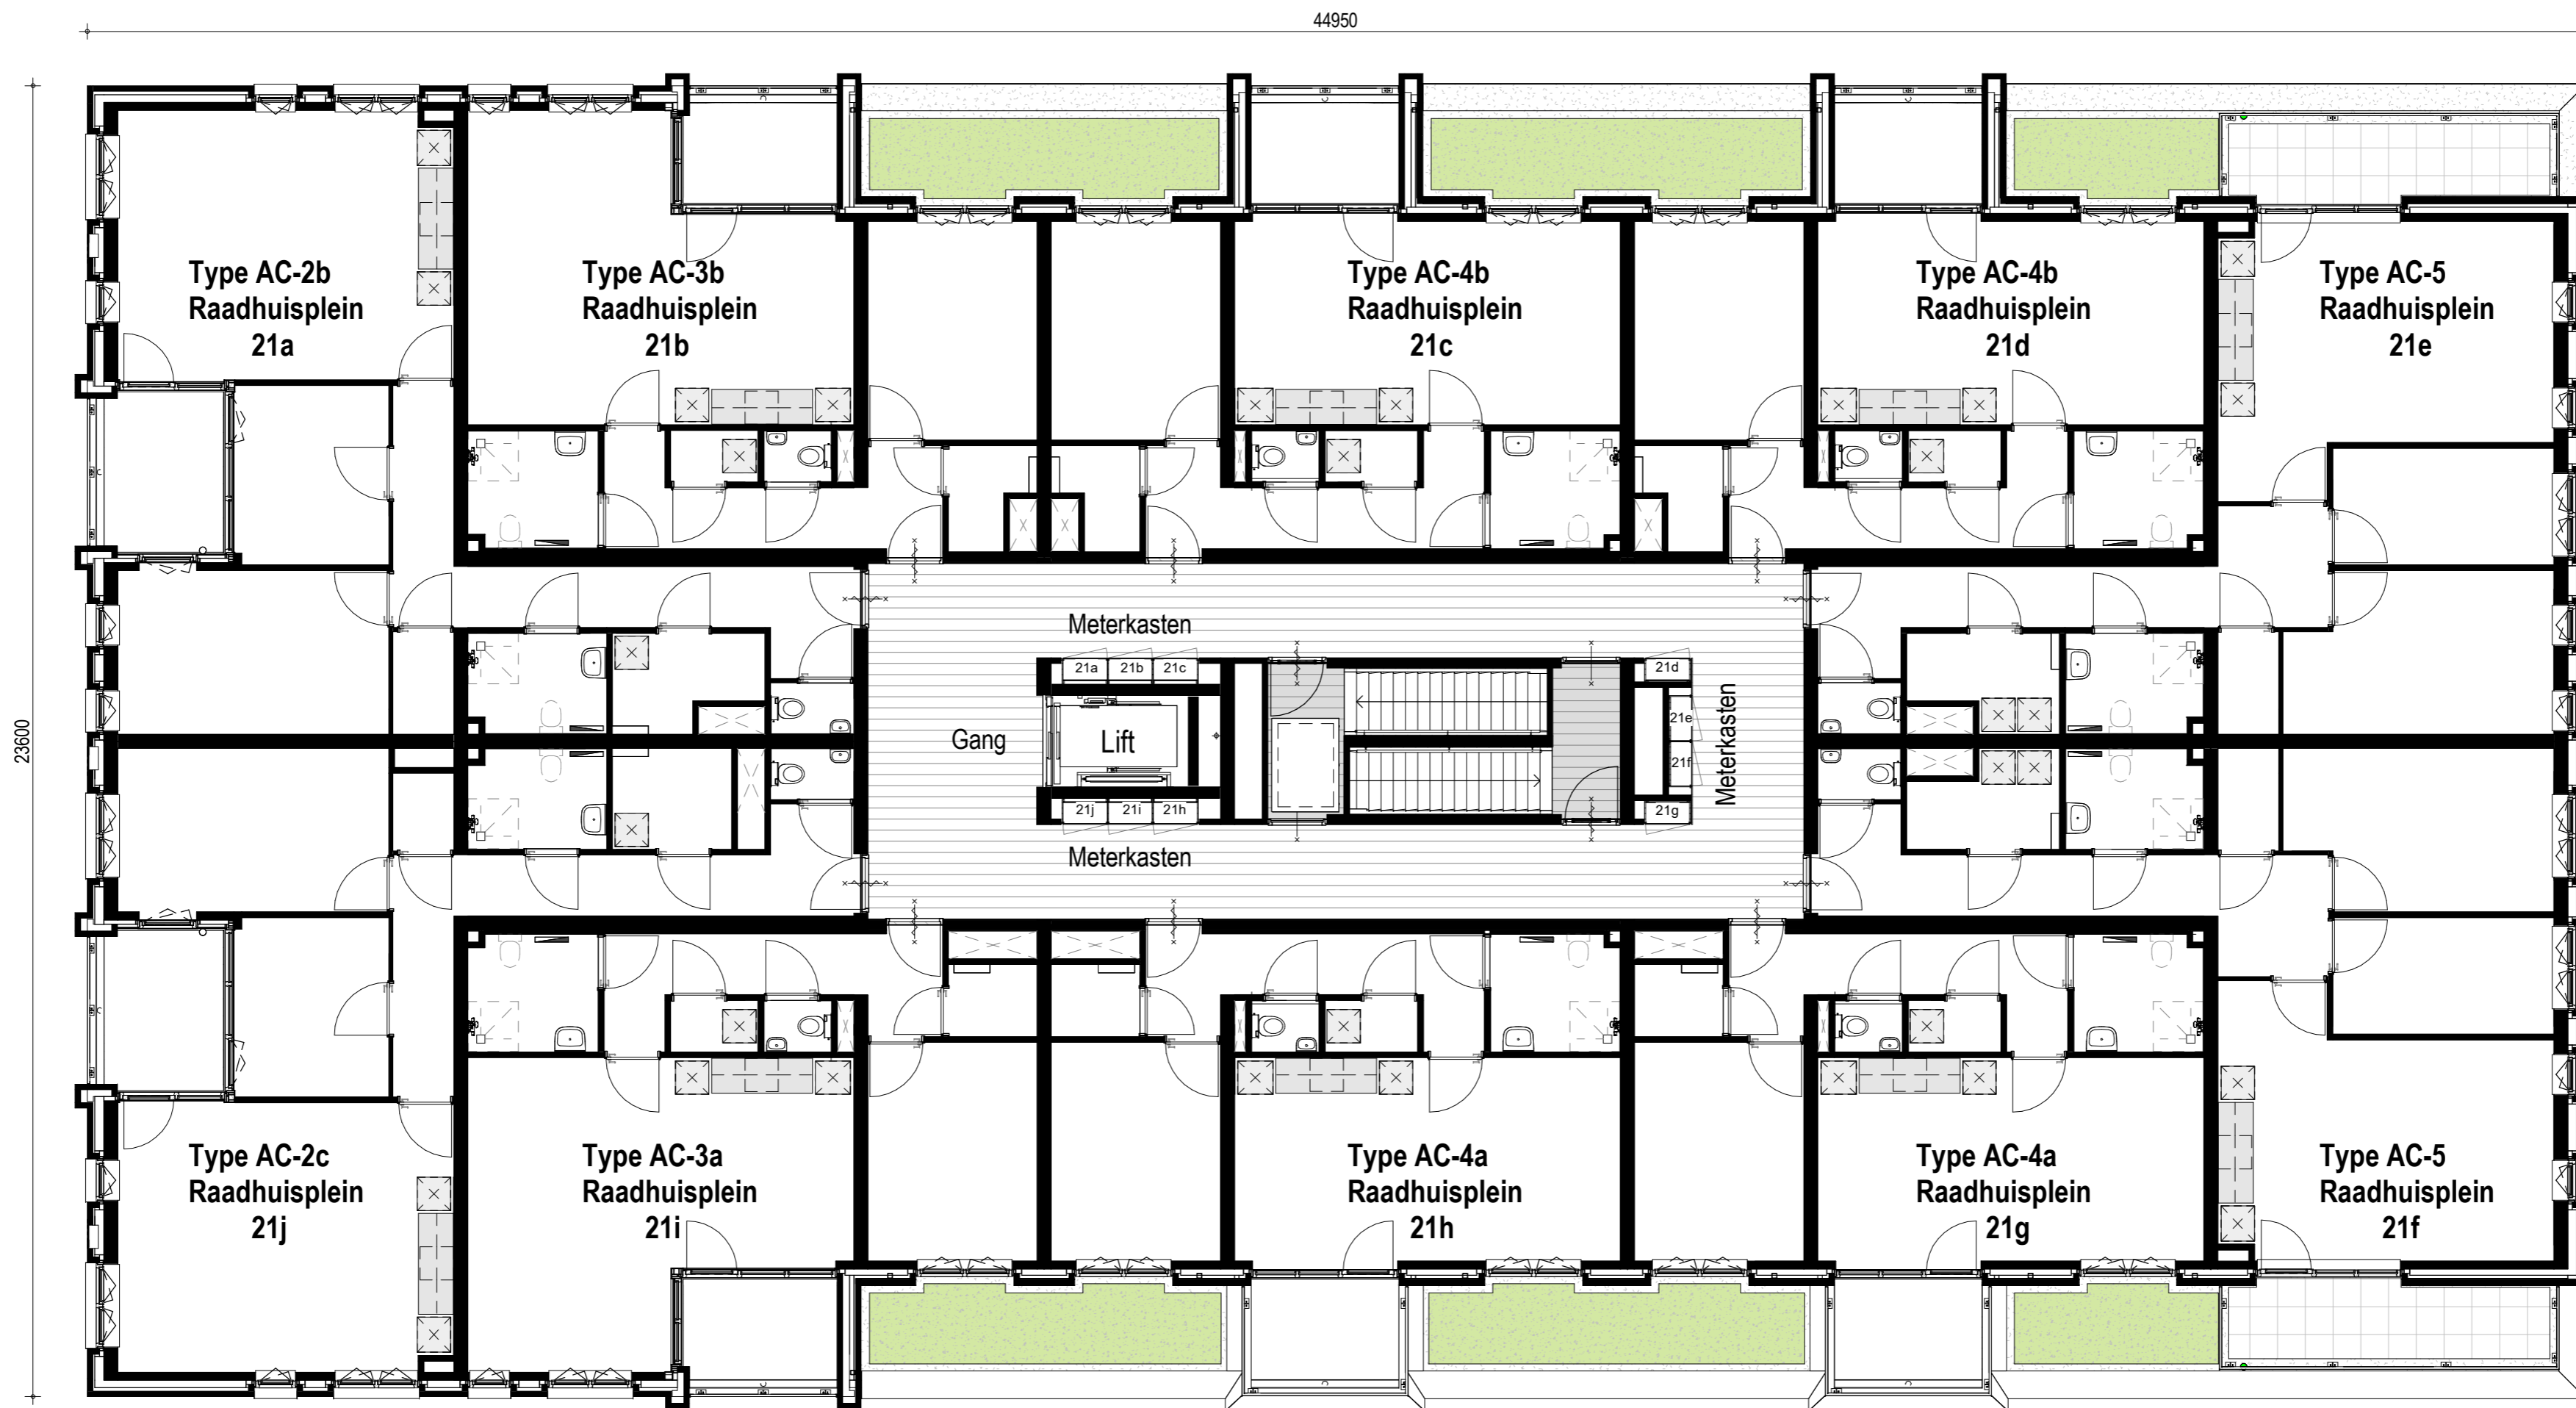 44950
23600
Type AC-2b
Raadhuisplein
21a
Type AC-3b
Raadhuisplein
21b
Type AC-4b
Raadhuisplein
21c
Type AC-4b
Raadhuisplein
21d
Type AC-5
Raadhuisplein
21e
Meterkasten
21a 21b 21c
21d
21e
21f
21g
Meterkasten
Gang
Lift
21j 21i 21h
Meterkasten
Type AC-2c
Raadhuisplein
21j
Type AC-3a
Raadhuisplein
21i
Type AC-4a
Raadhuisplein
21h
Type AC-4a
Raadhuisplein
21g
Type AC-5
Raadhuisplein
21f